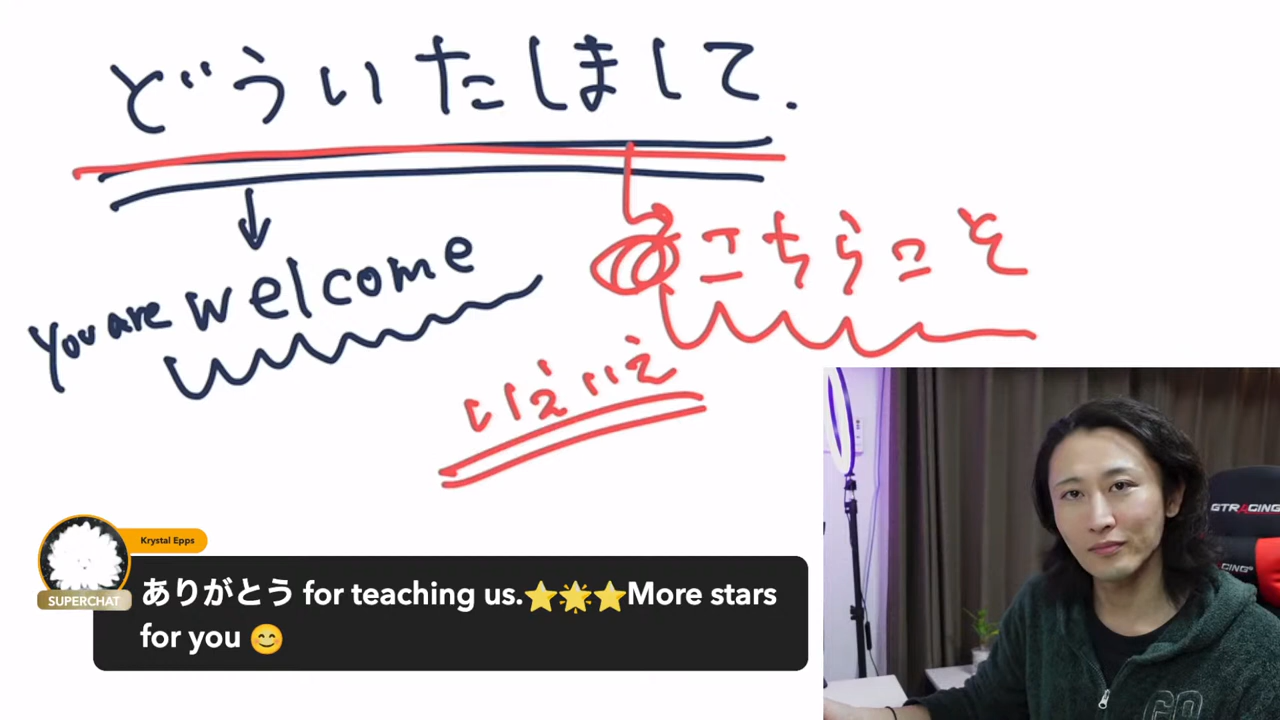 どういたしまして.
You are welcome
こちらこそ
いえいえ
Krystal Epps
SUPERCHAT
ありがとう for teaching us.⭐🌟⭐More stars
for you 😊
GTRACING